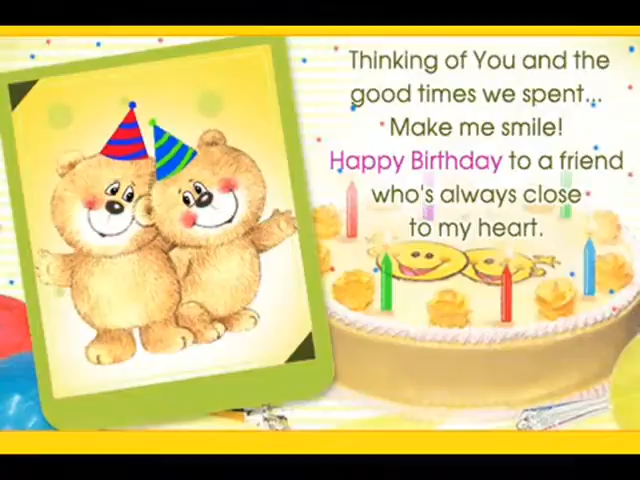 Thinking of You and the
good times we spent...
Make me smile!
Happy Birthday to a friend
who's always close
to my heart.